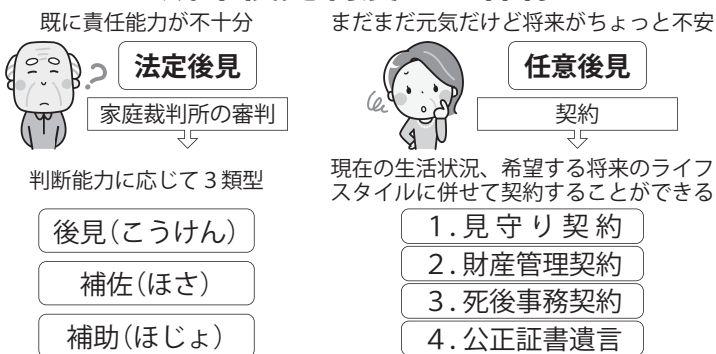 既に責任能力が不十分
法定後見
家庭裁判所の審判
判断能力に応じて3類型
後見(こうけん)
補佐(ほさ)
補助(ほじょ)
まだまだ元気だけど将来がちょっと不安
任意後見
契約
現在の生活状況、希望する将来のライフ
スタイルに併せて契約することができる
1.見守り契約
2.財産管理契約
3.死後事務契約
4.公正証書遺言